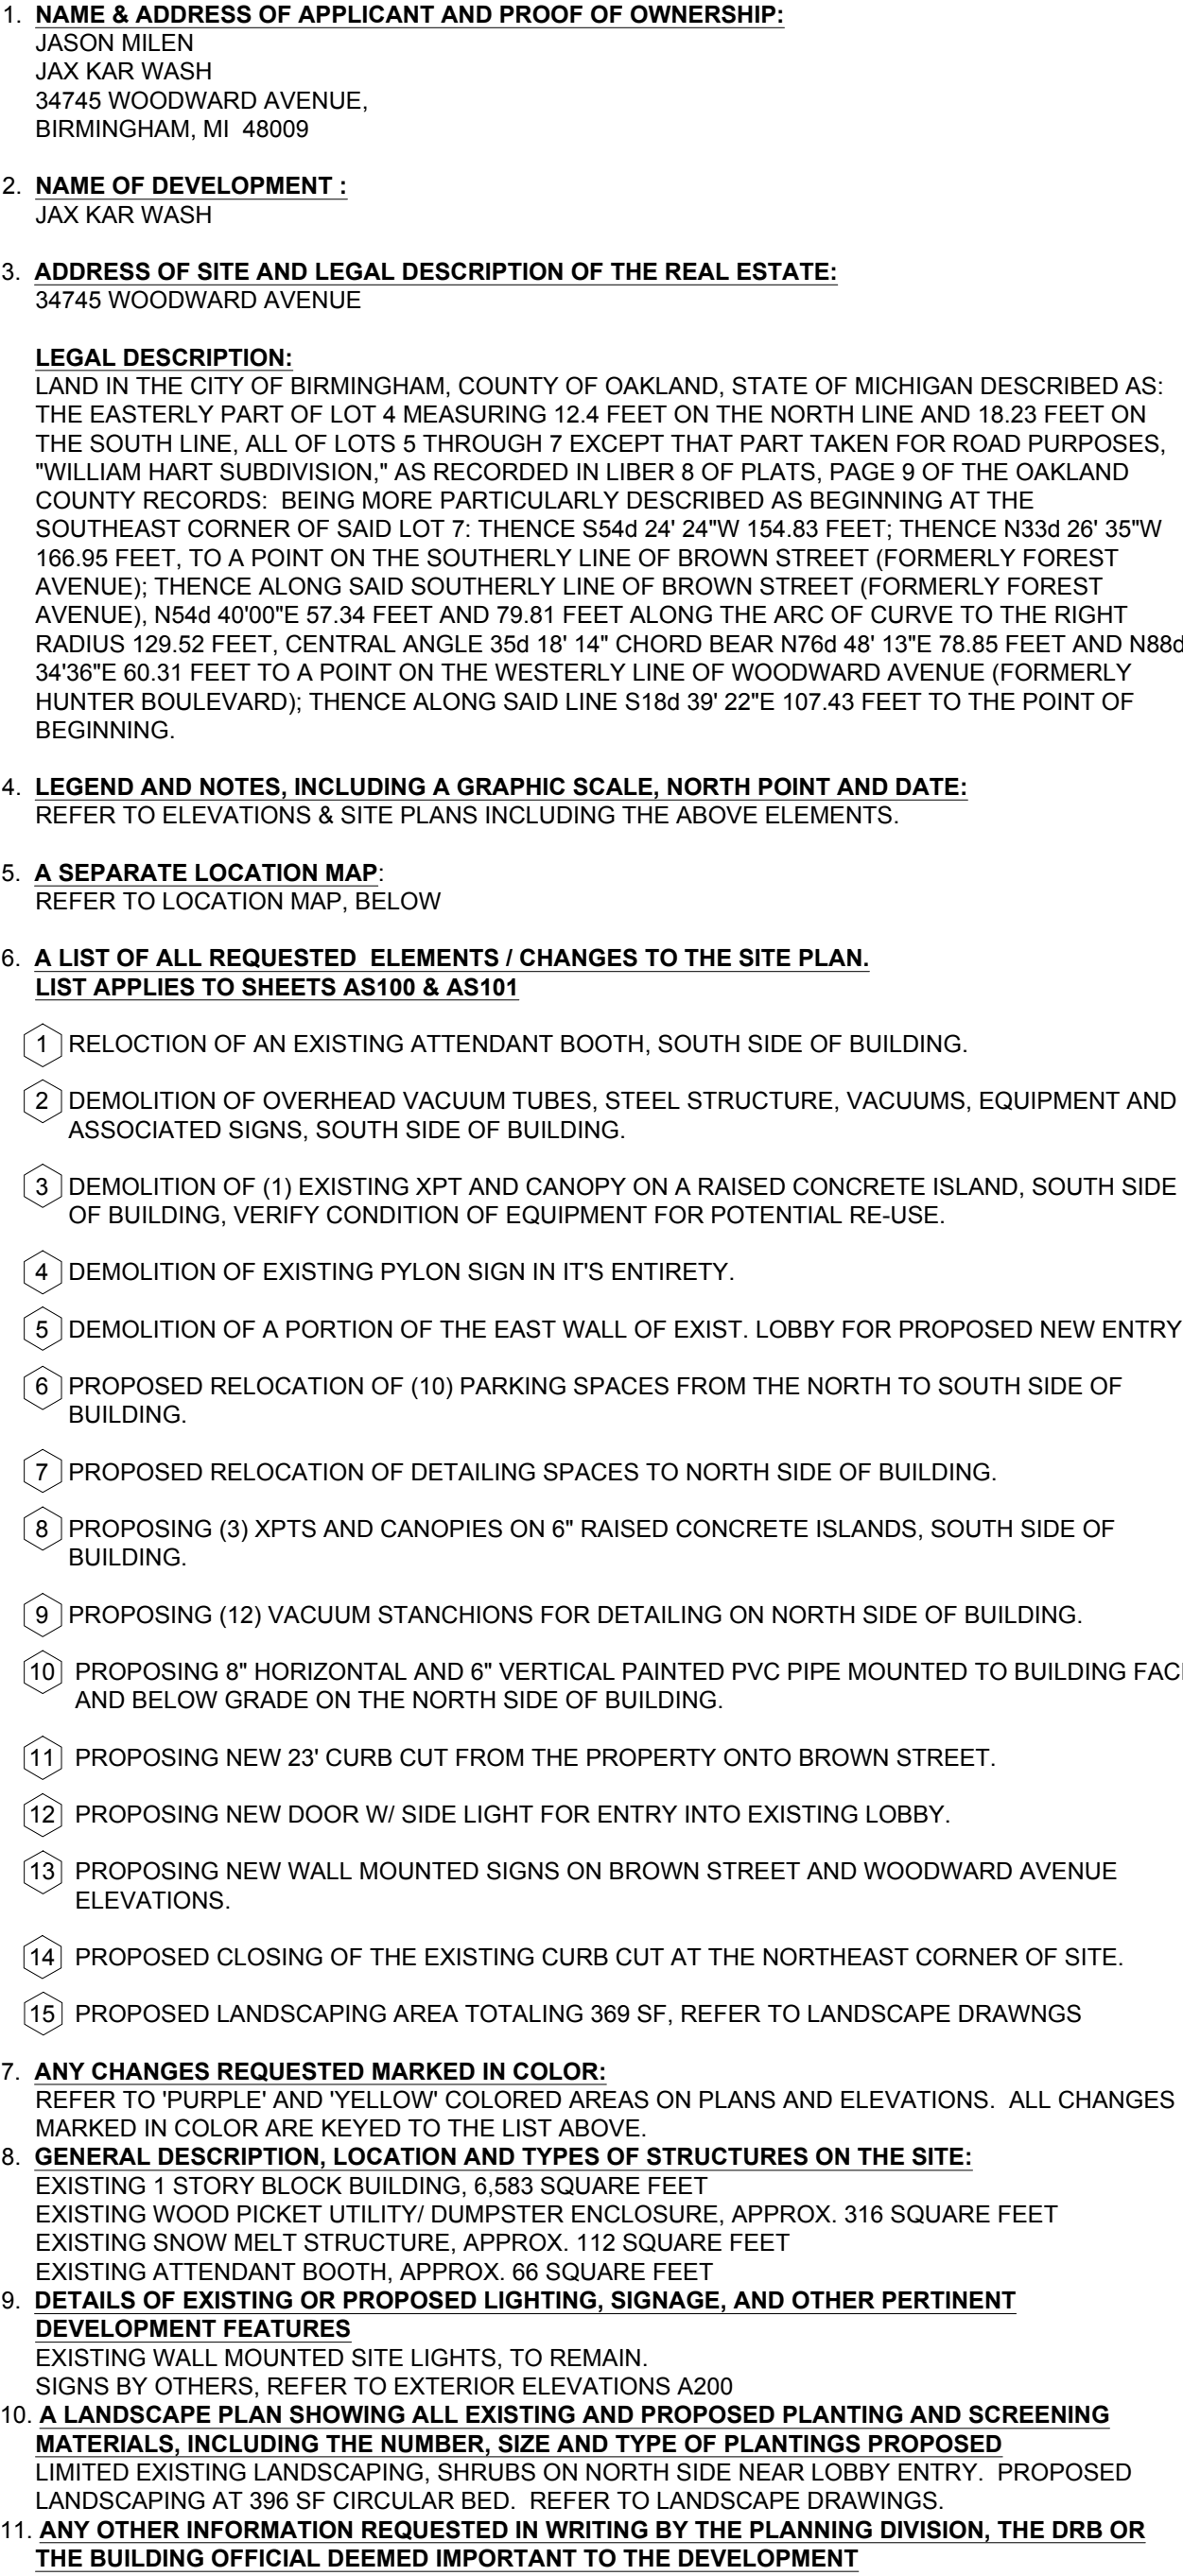 1. NAME & ADDRESS OF APPLICANT AND PROOF OF OWNERSHIP:
JASON MILEN
JAX KAR WASH
34745 WOODWARD AVENUE,
BIRMINGHAM, MI 48009
2. NAME OF DEVELOPMENT :
JAX KAR WASH
3. ADDRESS OF SITE AND LEGAL DESCRIPTION OF THE REAL ESTATE:
34745 WOODWARD AVENUE
LEGAL DESCRIPTION:
LAND IN THE CITY OF BIRMINGHAM, COUNTY OF OAKLAND, STATE OF MICHIGAN DESCRIBED AS:
THE EASTERLY PART OF LOT 4 MEASURING 12.4 FEET ON THE NORTH LINE AND 18.23 FEET ON
THE SOUTH LINE, ALL OF LOTS 5 THROUGH 7 EXCEPT THAT PART TAKEN FOR ROAD PURPOSES,
"WILLIAM HART SUBDIVISION," AS RECORDED IN LIBER 8 OF PLATS, PAGE 9 OF THE OAKLAND
COUNTY RECORDS: BEING MORE PARTICULARLY DESCRIBED AS BEGINNING AT THE
SOUTHEAST CORNER OF SAID LOT 7: THENCE S54d 24' 24"W 154.83 FEET; THENCE N33d 26' 35"W
166.95 FEET, TO A POINT ON THE SOUTHERLY LINE OF BROWN STREET (FORMERLY FOREST
AVENUE); THENCE ALONG SAID SOUTHERLY LINE OF BROWN STREET (FORMERLY FOREST
AVENUE), N54d 40'00"E 57.34 FEET AND 79.81 FEET ALONG THE ARC OF CURVE TO THE RIGHT
RADIUS 129.52 FEET, CENTRAL ANGLE 35d 18' 14" CHORD BEAR N76d 48' 13"E 78.85 FEET AND N88d
34'36"E 60.31 FEET TO A POINT ON THE WESTERLY LINE OF WOODWARD AVENUE (FORMERLY
HUNTER BOULEVARD); THENCE ALONG SAID LINE S18d 39' 22"E 107.43 FEET TO THE POINT OF
BEGINNING.
4. LEGEND AND NOTES, INCLUDING A GRAPHIC SCALE, NORTH POINT AND DATE:
REFER TO ELEVATIONS & SITE PLANS INCLUDING THE ABOVE ELEMENTS.
5. A SEPARATE LOCATION MAP:
REFER TO LOCATION MAP, BELOW
6. A LIST OF ALL REQUESTED ELEMENTS / CHANGES TO THE SITE PLAN.
LIST APPLIES TO SHEETS AS100 & AS101
1 RELOCTION OF AN EXISTING ATTENDANT BOOTH, SOUTH SIDE OF BUILDING.
2 DEMOLITION OF OVERHEAD VACUUM TUBES, STEEL STRUCTURE, VACUUMS, EQUIPMENT AND
ASSOCIATED SIGNS, SOUTH SIDE OF BUILDING.
3 DEMOLITION OF (1) EXISTING XPT AND CANOPY ON A RAISED CONCRETE ISLAND, SOUTH SIDE
OF BUILDING, VERIFY CONDITION OF EQUIPMENT FOR POTENTIAL RE-USE.
4 DEMOLITION OF EXISTING PYLON SIGN IN IT'S ENTIRETY.
5 DEMOLITION OF A PORTION OF THE EAST WALL OF EXIST. LOBBY FOR PROPOSED NEW ENTRY
6 PROPOSED RELOCATION OF (10) PARKING SPACES FROM THE NORTH TO SOUTH SIDE OF
BUILDING.
7 PROPOSED RELOCATION OF DETAILING SPACES TO NORTH SIDE OF BUILDING.
8 PROPOSING (3) XPTS AND CANOPIES ON 6" RAISED CONCRETE ISLANDS, SOUTH SIDE OF
BUILDING.
9 PROPOSING (12) VACUUM STANCHIONS FOR DETAILING ON NORTH SIDE OF BUILDING.
10 PROPOSING 8" HORIZONTAL AND 6" VERTICAL PAINTED PVC PIPE MOUNTED TO BUILDING
AND BELOW GRADE ON THE NORTH SIDE OF BUILDING.
11 PROPOSING NEW 23' CURB CUT FROM THE PROPERTY ONTO BROWN STREET.
12 PROPOSING NEW DOOR W/ SIDE LIGHT FOR ENTRY INTO EXISTING LOBBY.
13 PROPOSING NEW WALL MOUNTED SIGNS ON BROWN STREET AND WOODWARD AVENUE
ELEVATIONS.
14 PROPOSED CLOSING OF THE EXISTING CURB CUT AT THE NORTHEAST CORNER OF SITE.
15 PROPOSED LANDSCAPING AREA TOTALING 369 SF, REFER TO LANDSCAPE DRAWNGS
7. ANY CHANGES REQUESTED MARKED IN COLOR:
REFER TO 'PURPLE' AND 'YELLOW' COLORED AREAS ON PLANS AND ELEVATIONS. ALL CHANGES
MARKED IN COLOR ARE KEYED TO THE LIST ABOVE.
8. GENERAL DESCRIPTION, LOCATION AND TYPES OF STRUCTURES ON THE SITE:
EXISTING 1 STORY BLOCK BUILDING, 6,583 SQUARE FEET
EXISTING WOOD PICKET UTILITY/ DUMPSTER ENCLOSURE, APPROX. 316 SQUARE FEET
EXISTING SNOW MELT STRUCTURE, APPROX. 112 SQUARE FEET
EXISTING ATTENDANT BOOTH, APPROX. 66 SQUARE FEET
9. DETAILS OF EXISTING OR PROPOSED LIGHTING, SIGNAGE, AND OTHER PERTINENT
DEVELOPMENT FEATURES
EXISTING WALL MOUNTED SITE LIGHTS, TO REMAIN.
SIGNS BY OTHERS, REFER TO EXTERIOR ELEVATIONS A200
10. A LANDSCAPE PLAN SHOWING ALL EXISTING AND PROPOSED PLANTING AND SCREENING
MATERIALS, INCLUDING THE NUMBER, SIZE AND TYPE OF PLANTINGS PROPOSED
LIMITED EXISTING LANDSCAPING, SHRUBS ON NORTH SIDE NEAR LOBBY ENTRY. PROPOSED
LANDSCAPING AT 396 SF CIRCULAR BED. REFER TO LANDSCAPE DRAWINGS.
11. ANY OTHER INFORMATION REQUESTED IN WRITING BY THE PLANNING DIVISION, THE DRB OR
THE BUILDING OFFICIAL DEEMED IMPORTANT TO THE DEVELOPMENT